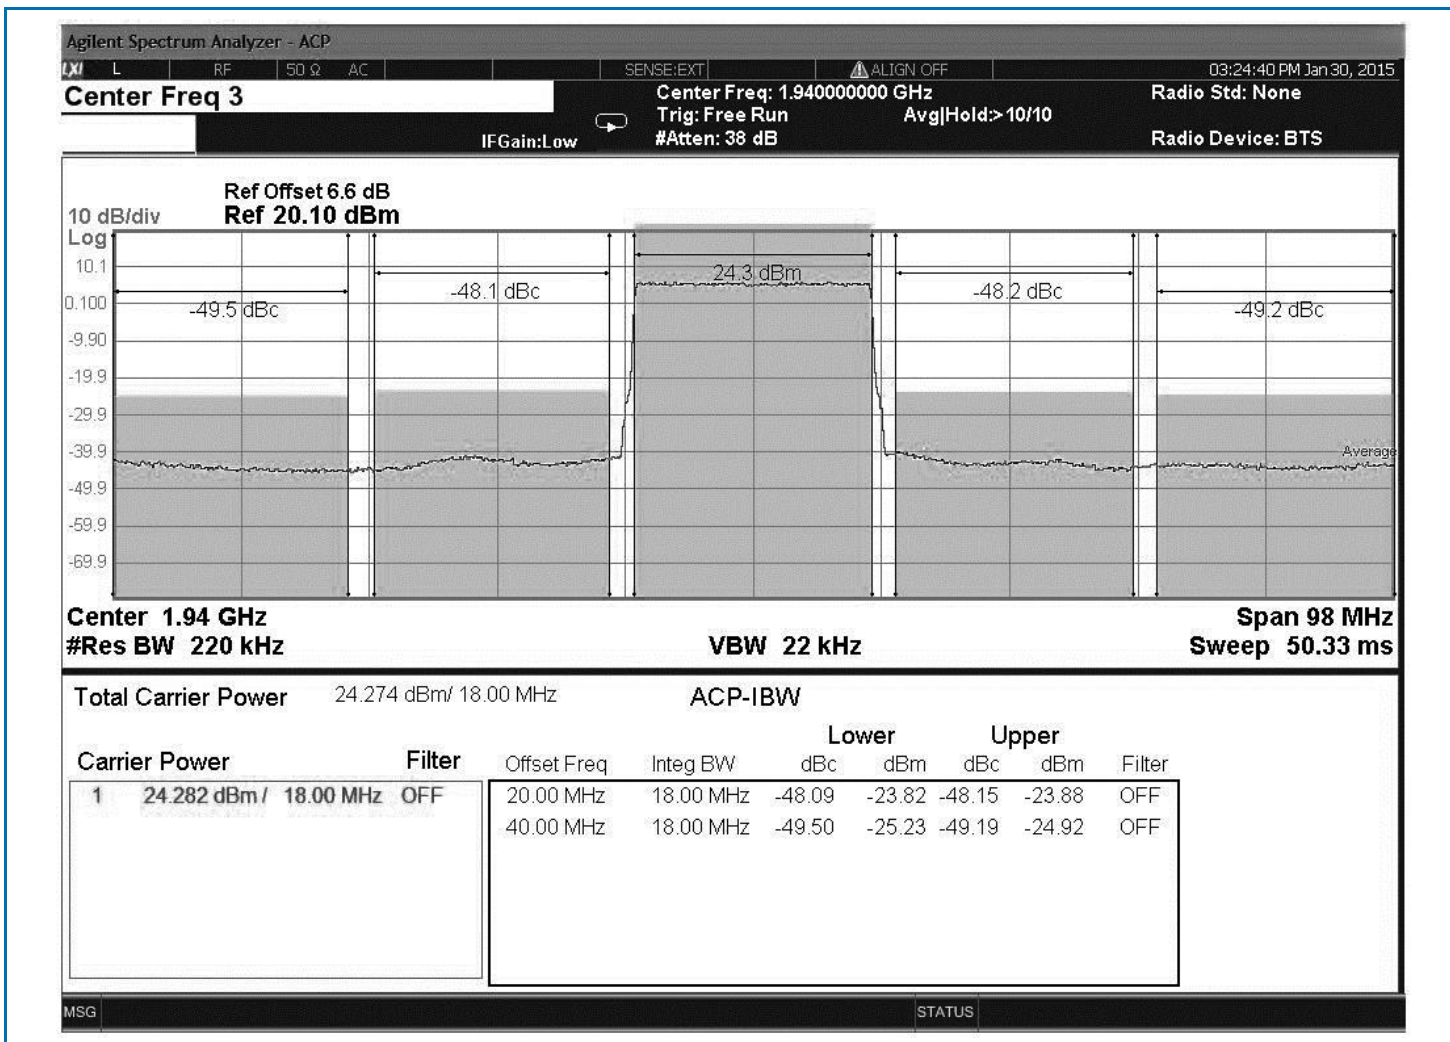 Agilent Spectrum Analyzer - ACP
LXI L RF 50 Ω AC SENSE:EXT ALIGN OFF 03:24:40 PM Jan 30, 2015
Center Freq 3 Center Freq: 1.940000000 GHz Radio Std: None
Trig: Free Run Avg|Hold:>10/10
IFGain:Low #Atten: 38 dB Radio Device: BTS
Ref Offset 6.6 dB
10 dB/div Ref 20.10 dBm
Log
10.1
0.100
-9.90
-19.9
-29.9
-39.9
-49.9
-59.9
-69.9
-49.5 dBc
-48.1 dBc
24.3 dBm
-48.2 dBc
-49.2 dBc
Average
Center 1.94 GHz Span 98 MHz
#Res BW 220 kHz VBW 22 kHz Sweep 50.33 ms
Total Carrier Power 24.274 dBm/ 18.00 MHz ACP-IBW
Lower Upper
Carrier Power Filter Offset Freq Integ BW dBc dBm dBc dBm Filter
1 24.282 dBm / 18.00 MHz OFF 20.00 MHz 18.00 MHz -48.09 -23.82 -48.15 -23.88 OFF
40.00 MHz 18.00 MHz -49.50 -25.23 -49.19 -24.92 OFF
MSG STATUS